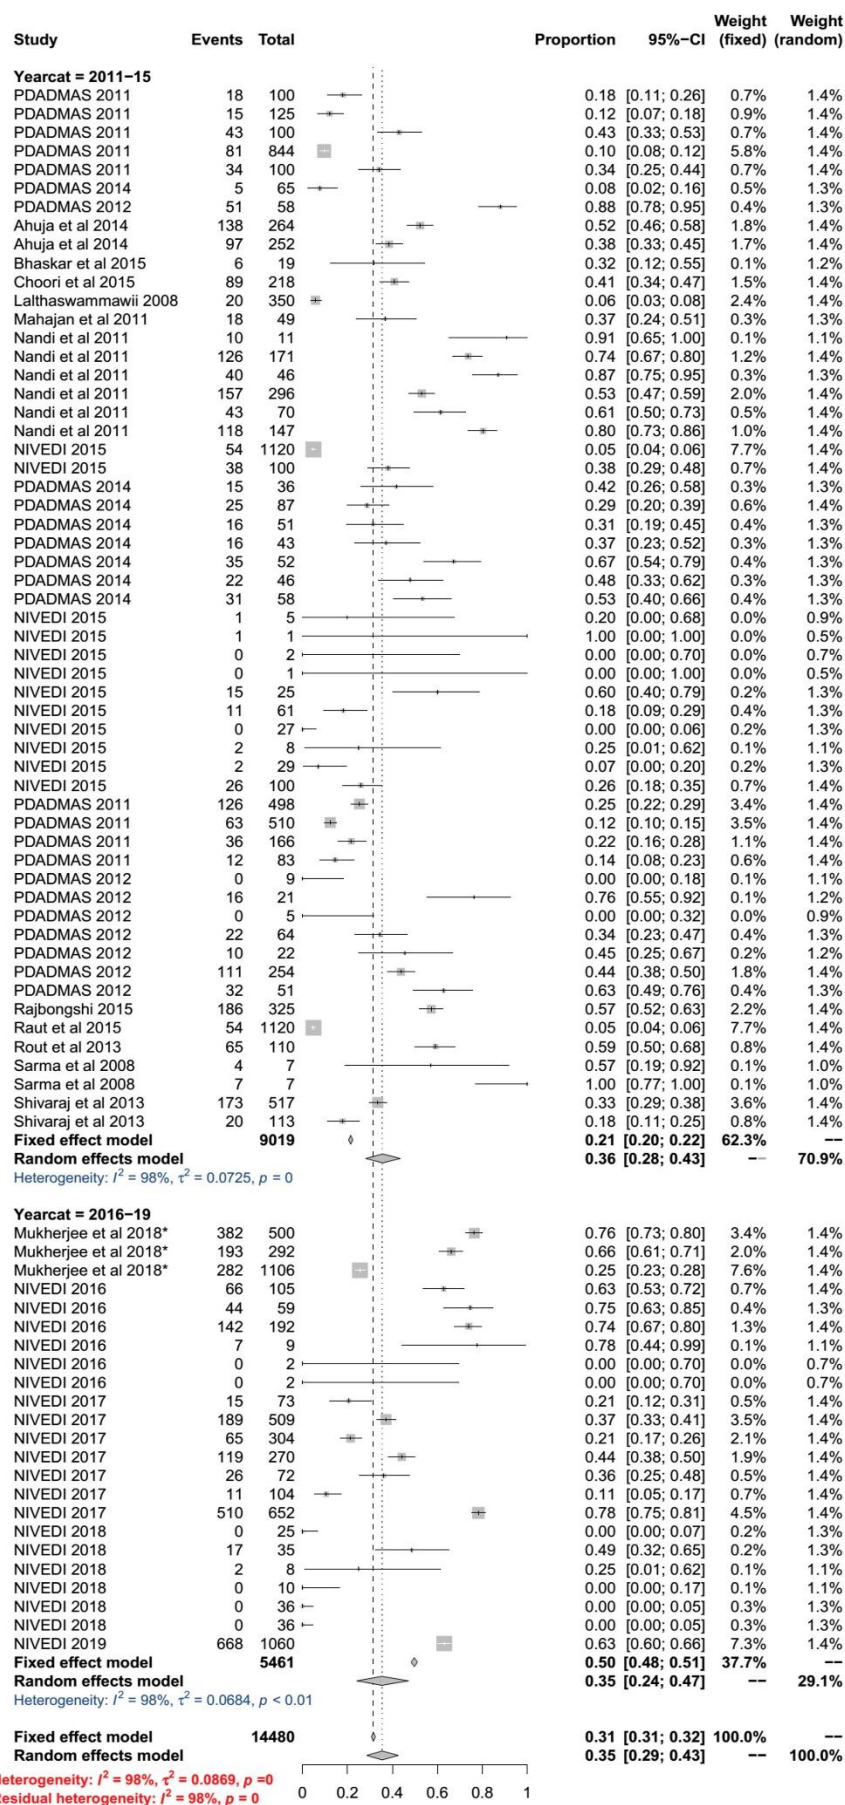 Weight Weight
Study Events Total Proportion 95%−CI (fixed) (random)
Yearcat = 2011−15
PDADMAS 2011 18 100 0.18 [0.11; 0.26] 0.7% 1.4%
PDADMAS 2011 15 125 0.12 [0.07; 0.18] 0.9% 1.4%
PDADMAS 2011 43 100 0.43 [0.33; 0.53] 0.7% 1.4%
PDADMAS 2011 81 844 0.10 [0.08; 0.12] 5.8% 1.4%
PDADMAS 2011 34 100 0.34 [0.25; 0.44] 0.7% 1.4%
PDADMAS 2014 5 65 0.08 [0.02; 0.16] 0.5% 1.3%
PDADMAS 2012 51 58 0.88 [0.78; 0.95] 0.4% 1.3%
Ahuja et al 2014 138 264 0.52 [0.46; 0.58] 1.8% 1.4%
Ahuja et al 2014 97 252 0.38 [0.33; 0.45] 1.7% 1.4%
Bhaskar et al 2015 6 19 0.32 [0.12; 0.55] 0.1% 1.2%
Choori et al 2015 89 218 0.41 [0.34; 0.47] 1.5% 1.4%
Lalthaswammawii 2008 20 350 0.06 [0.03; 0.08] 2.4% 1.4%
Mahajan et al 2011 18 49 0.37 [0.24; 0.51] 0.3% 1.3%
Nandi et al 2011 10 11 0.91 [0.65; 1.00] 0.1% 1.1%
Nandi et al 2011 126 171 0.74 [0.67; 0.80] 1.2% 1.4%
Nandi et al 2011 40 46 0.87 [0.75; 0.95] 0.3% 1.3%
Nandi et al 2011 157 296 0.53 [0.47; 0.59] 2.0% 1.4%
Nandi et al 2011 43 70 0.61 [0.50; 0.73] 0.5% 1.3%
Nandi et al 2011 118 147 0.80 [0.73; 0.86] 1.0% 1.4%
NIVEDI 2015 54 1120 0.05 [0.04; 0.06] 7.7% 1.4%
NIVEDI 2015 38 100 0.38 [0.29; 0.48] 0.7% 1.4%
PDADMAS 2014 15 36 0.42 [0.26; 0.58] 0.3% 1.3%
PDADMAS 2014 25 87 0.29 [0.20; 0.39] 0.6% 1.4%
PDADMAS 2014 16 51 0.31 [0.19; 0.45] 0.4% 1.3%
PDADMAS 2014 16 43 0.37 [0.23; 0.52] 0.3% 1.3%
PDADMAS 2014 35 52 0.67 [0.54; 0.79] 0.4% 1.3%
PDADMAS 2014 22 46 0.48 [0.33; 0.62] 0.3% 1.3%
PDADMAS 2014 31 58 0.53 [0.40; 0.66] 0.4% 1.3%
NIVEDI 2015 1 5 0.20 [0.00; 0.68] 0.0% 0.9%
NIVEDI 2015 1 1 1.00 [0.00; 1.00] 0.0% 0.5%
NIVEDI 2015 0 2 0.00 [0.00; 0.70] 0.0% 0.7%
NIVEDI 2015 0 1 0.00 [0.00; 1.00] 0.0% 0.5%
NIVEDI 2015 15 25 0.60 [0.40; 0.79] 0.2% 1.3%
NIVEDI 2015 11 61 0.18 [0.09; 0.29] 0.4% 1.3%
NIVEDI 2015 0 27 0.00 [0.00; 0.06] 0.2% 1.3%
NIVEDI 2015 2 8 0.25 [0.01; 0.62] 0.1% 1.1%
NIVEDI 2015 2 29 0.07 [0.00; 0.20] 0.2% 1.3%
NIVEDI 2015 26 100 0.26 [0.18; 0.35] 0.7% 1.4%
PDADMAS 2011 126 498 0.25 [0.22; 0.29] 3.4% 1.4%
PDADMAS 2011 63 510 0.12 [0.10; 0.15] 3.5% 1.4%
PDADMAS 2011 36 166 0.22 [0.16; 0.28] 1.1% 1.4%
PDADMAS 2011 12 83 0.14 [0.08; 0.23] 0.6% 1.4%
PDADMAS 2012 0 9 0.00 [0.00; 0.18] 0.1% 1.1%
PDADMAS 2012 16 21 0.76 [0.55; 0.92] 0.1% 1.2%
PDADMAS 2012 0 5 0.00 [0.00; 0.32] 0.0% 0.9%
PDADMAS 2012 22 64 0.34 [0.23; 0.47] 0.4% 1.3%
PDADMAS 2012 10 22 0.45 [0.25; 0.67] 0.2% 1.2%
PDADMAS 2012 111 254 0.44 [0.38; 0.50] 1.8% 1.4%
PDADMAS 2012 32 51 0.63 [0.49; 0.76] 0.4% 1.3%
Rajbongshi 2015 186 325 0.57 [0.52; 0.63] 2.2% 1.4%
Raut et al 2015 54 1120 0.05 [0.04; 0.06] 7.7% 1.4%
Rout et al 2013 65 110 0.59 [0.50; 0.68] 0.8% 1.4%
Sarma et al 2008 4 7 0.57 [0.19; 0.92] 0.1% 1.0%
Sarma et al 2008 7 7 1.00 [0.77; 1.00] 0.1% 1.0%
Shivaraj et al 2013 173 517 0.33 [0.29; 0.38] 3.6% 1.4%
Shivaraj et al 2013 20 113 0.18 [0.11; 0.25] 0.8% 1.4%
Fixed effect model 9019 0.21 [0.20; 0.22] 62.3% −−
Random effects model 0.36 [0.28; 0.43] −− 70.9%
Heterogeneity: I² = 98%, τ² = 0.0725, p = 0
Yearcat = 2016−19
Mukherjee et al 2018* 382 500 0.76 [0.73; 0.80] 3.4% 1.4%
Mukherjee et al 2018* 193 292 0.66 [0.61; 0.71] 2.0% 1.4%
Mukherjee et al 2018* 282 1106 0.25 [0.23; 0.28] 7.6% 1.4%
NIVEDI 2016 66 105 0.63 [0.53; 0.72] 0.7% 1.4%
NIVEDI 2016 44 59 0.75 [0.63; 0.85] 0.4% 1.3%
NIVEDI 2016 142 192 0.74 [0.67; 0.80] 1.3% 1.4%
NIVEDI 2016 7 9 0.78 [0.44; 0.99] 0.1% 1.1%
NIVEDI 2016 0 2 0.00 [0.00; 0.70] 0.0% 0.7%
NIVEDI 2016 0 2 0.00 [0.00; 0.70] 0.0% 0.7%
NIVEDI 2017 15 73 0.21 [0.12; 0.31] 0.5% 1.4%
NIVEDI 2017 189 509 0.37 [0.33; 0.41] 3.5% 1.4%
NIVEDI 2017 65 304 0.21 [0.17; 0.26] 2.1% 1.4%
NIVEDI 2017 119 270 0.44 [0.38; 0.50] 1.9% 1.4%
NIVEDI 2017 26 72 0.36 [0.25; 0.48] 0.5% 1.4%
NIVEDI 2017 11 104 0.11 [0.05; 0.17] 0.7% 1.4%
NIVEDI 2017 510 652 0.78 [0.75; 0.81] 4.5% 1.4%
NIVEDI 2018 0 25 0.00 [0.00; 0.07] 0.2% 1.3%
NIVEDI 2018 17 35 0.49 [0.32; 0.65] 0.2% 1.3%
NIVEDI 2018 2 8 0.25 [0.01; 0.62] 0.1% 1.1%
NIVEDI 2018 0 10 0.00 [0.00; 0.17] 0.1% 1.1%
NIVEDI 2018 0 36 0.00 [0.00; 0.05] 0.3% 1.3%
NIVEDI 2018 0 36 0.00 [0.00; 0.05] 0.3% 1.3%
NIVEDI 2019 668 1060 0.63 [0.60; 0.66] 7.3% 1.4%
Fixed effect model 5461 0.50 [0.48; 0.51] 37.7% −−
Random effects model 0.35 [0.24; 0.47] −− 29.1%
Heterogeneity: I² = 98%, τ² = 0.0684, p < 0.01
Fixed effect model 14480 0.31 [0.31; 0.32] 100.0% −−
Random effects model 0.35 [0.29; 0.43] −− 100.0%
Heterogeneity: I² = 98%, τ² = 0.0869, p =0
Residual heterogeneity: I² = 98%, p = 0
0 0.2 0.4 0.6 0.8 1